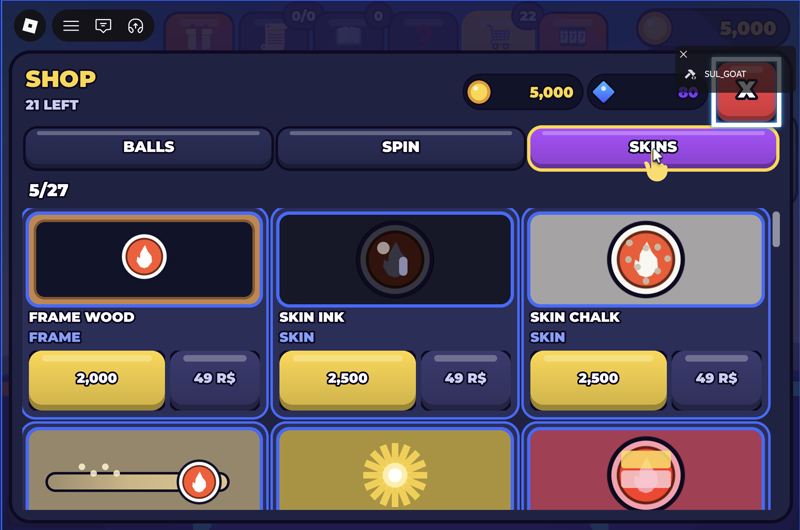 0/0
0
22
?
5,000
SUL_GOAT
SHOP
21 LEFT
5,000
80
X
BALLS
SPIN
SKINS
5/27
FRAME WOOD
FRAME
2,000
49 R$
SKIN INK
SKIN
2,500
49 R$
SKIN CHALK
SKIN
2,500
49 R$